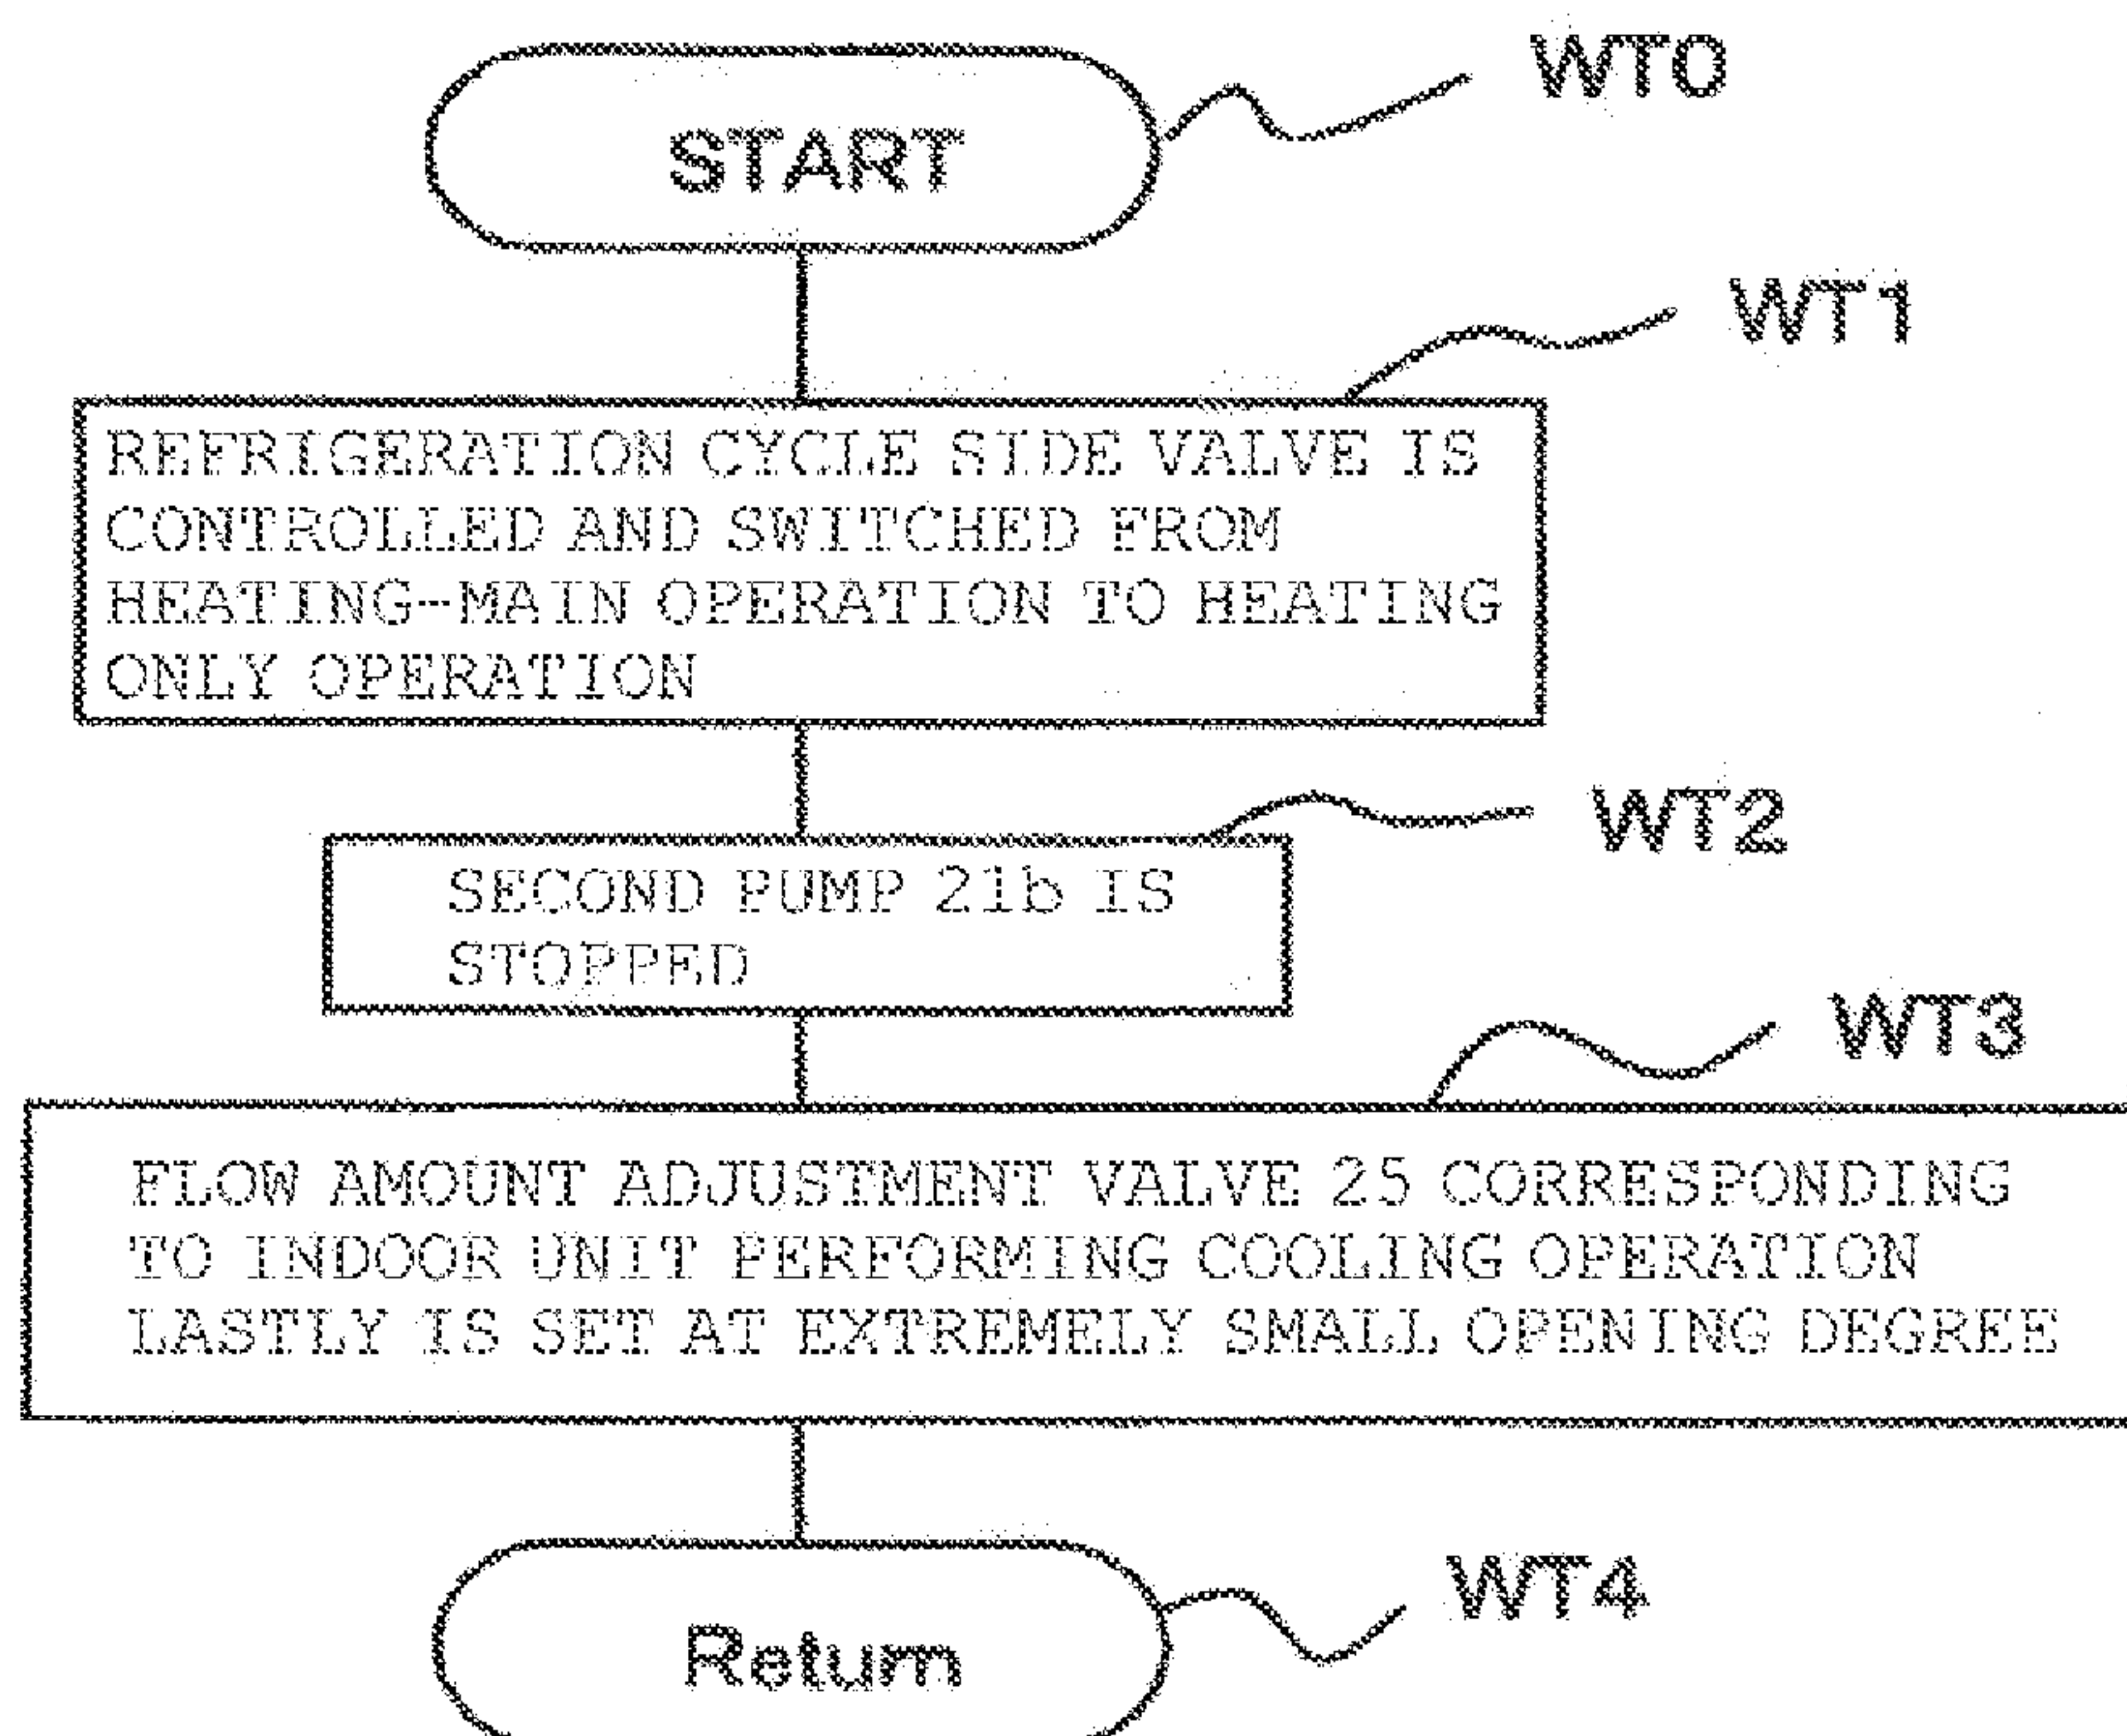 WT0
START
WT1
REFRIGERATION CYCLE SIDE VALVE IS
CONTROLLED AND SWITCHED FROM
HEATING-MAIN OPERATION TO HEATING
ONLY OPERATION
WT2
SECOND PUMP 21b IS
STOPPED
WT3
FLOW AMOUNT ADJUSTMENT VALVE 25 CORRESPONDING
TO INDOOR UNIT PERFORMING COOLING OPERATION
LASTLY IS SET AT EXTREMELY SMALL OPENING DEGREE
WT4
Return